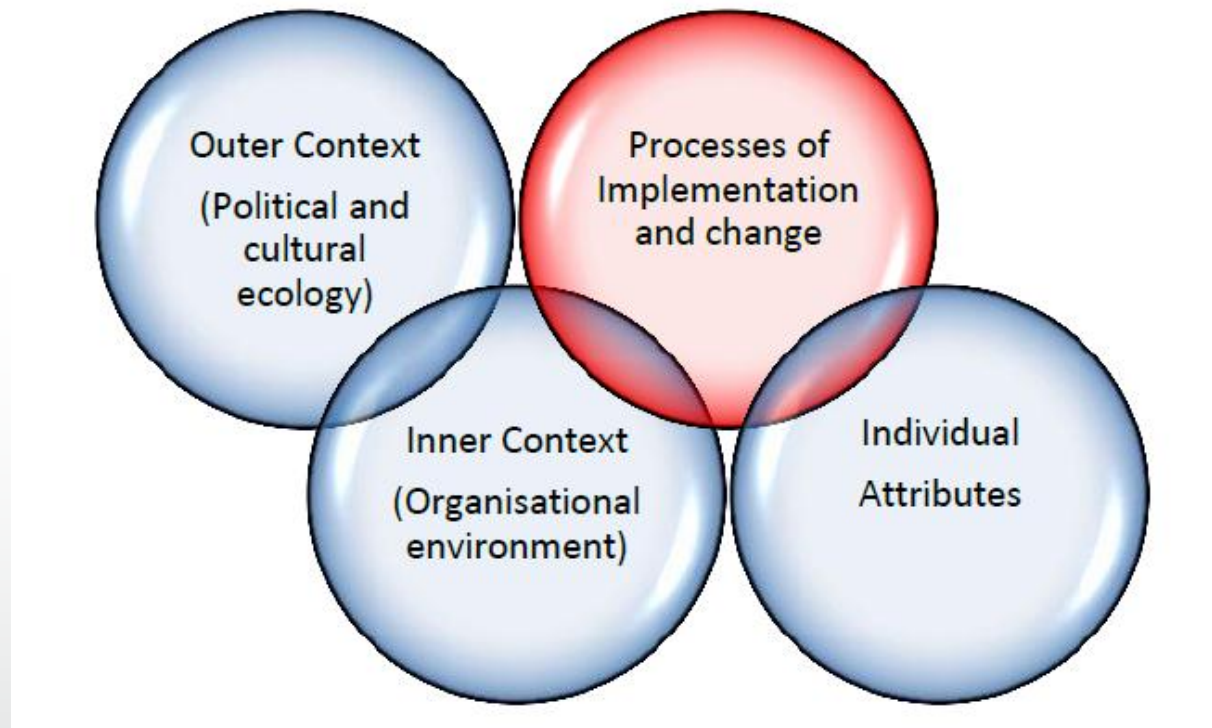 Outer Context
(Political and
cultural
ecology)
Processes of
Implementation
and change
Inner Context
(Organisational
environment)
Individual
Attributes